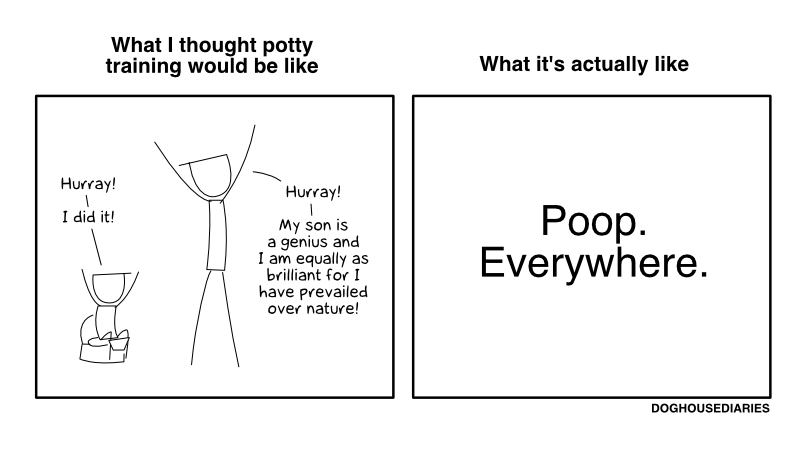 What I thought potty
training would be like
What it's actually like
Hurray!
I did it!
Hurray!
My son is
a genius and
I am equally as
brilliant for I
have prevailed
over nature!
Poop.
Everywhere.
DOGHOUSEDIARIES